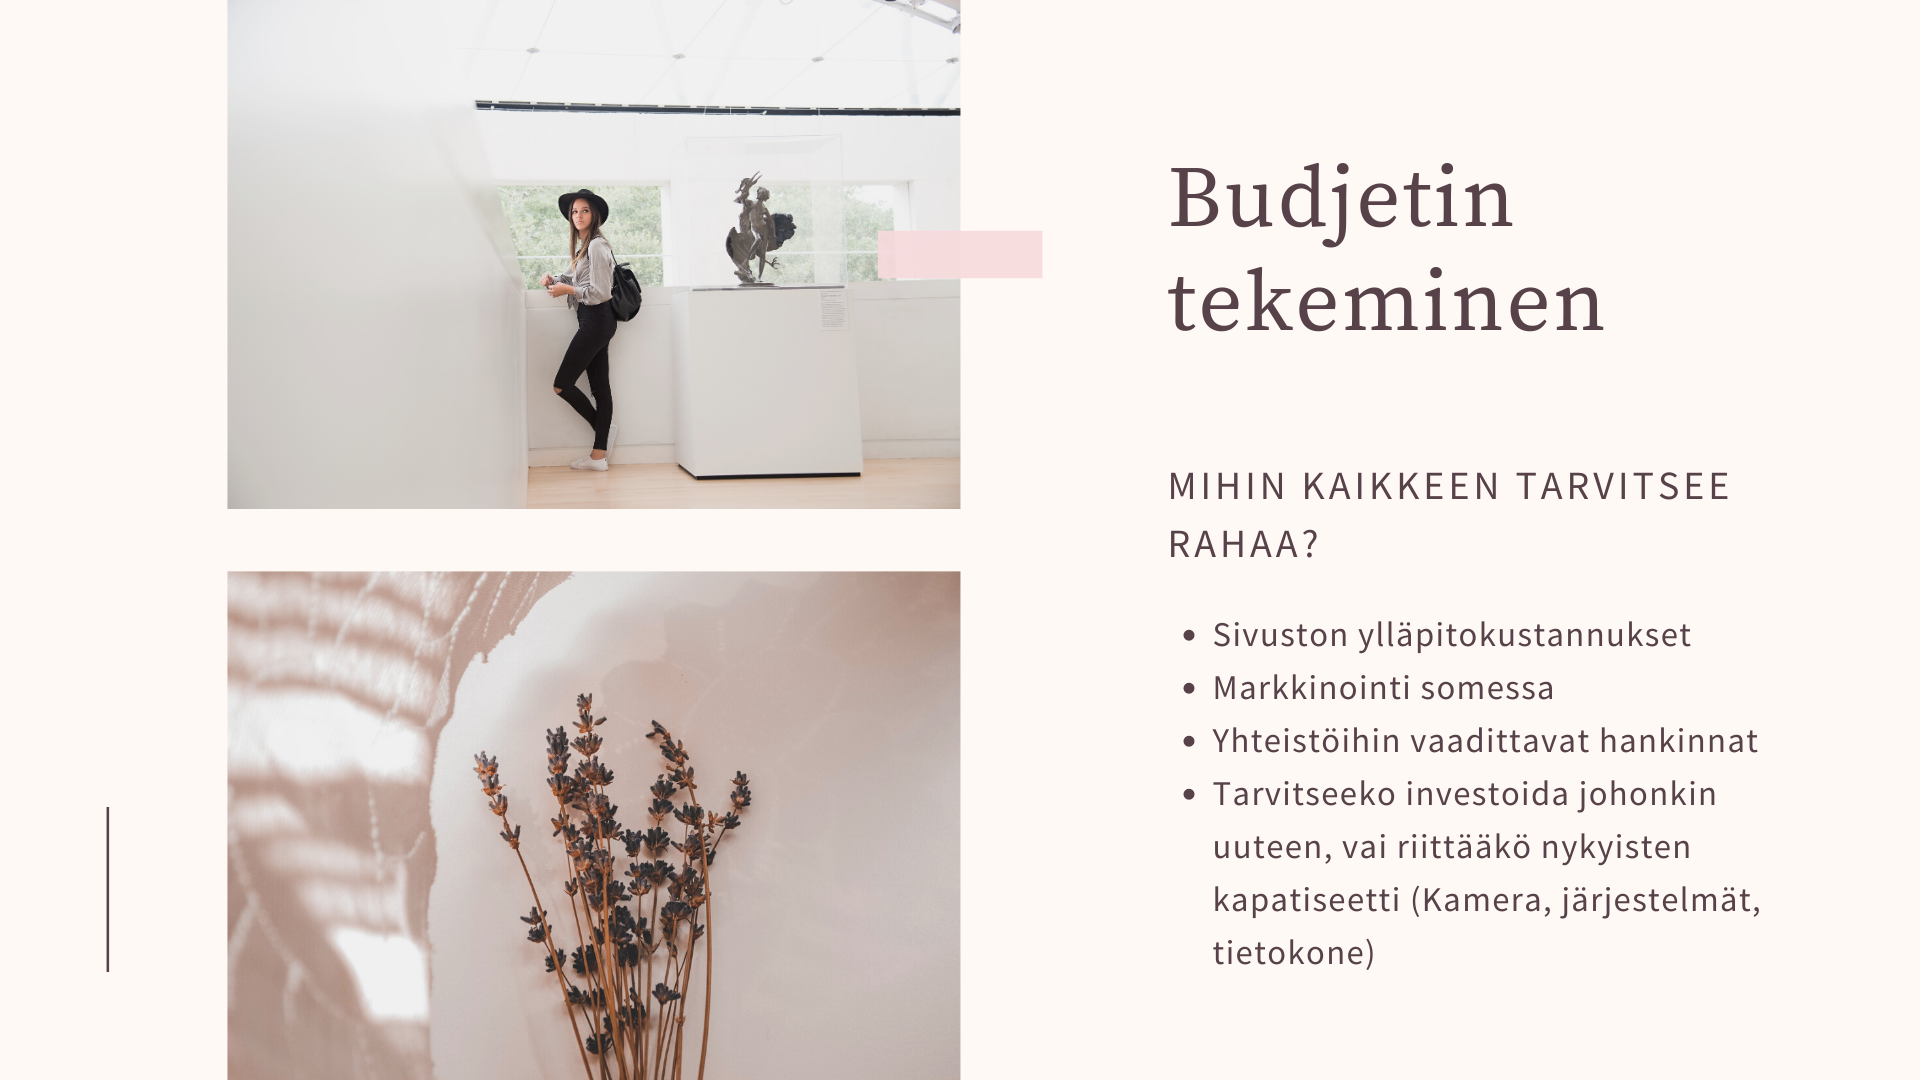 Budjetin
tekeminen
MIHIN KAIKKEEN TARVITSEE
RAHAA?
• Sivuston ylläpitokustannukset
• Markkinointi somessa
• Yhteistöihin vaadittavat hankinnat
• Tarvitseeko investoida johonkin
uuteen, vai riittääkö nykyisten
kapatiseetti (Kamera, järjestelmät,
tietokone)